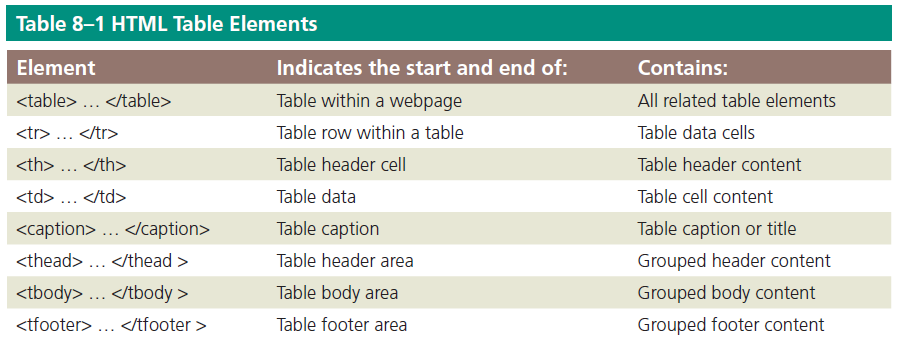 Table 8–1 HTML Table Elements
Element Indicates the start and end of: Contains:
<table> … </table> Table within a webpage All related table elements
<tr> … </tr> Table row within a table Table data cells
<th> … </th> Table header cell Table header content
<td> … </td> Table data Table cell content
<caption> … </caption> Table caption Table caption or title
<thead> … </thead > Table header area Grouped header content
<tbody> … </tbody > Table body area Grouped body content
<tfooter> … </tfooter > Table footer area Grouped footer content